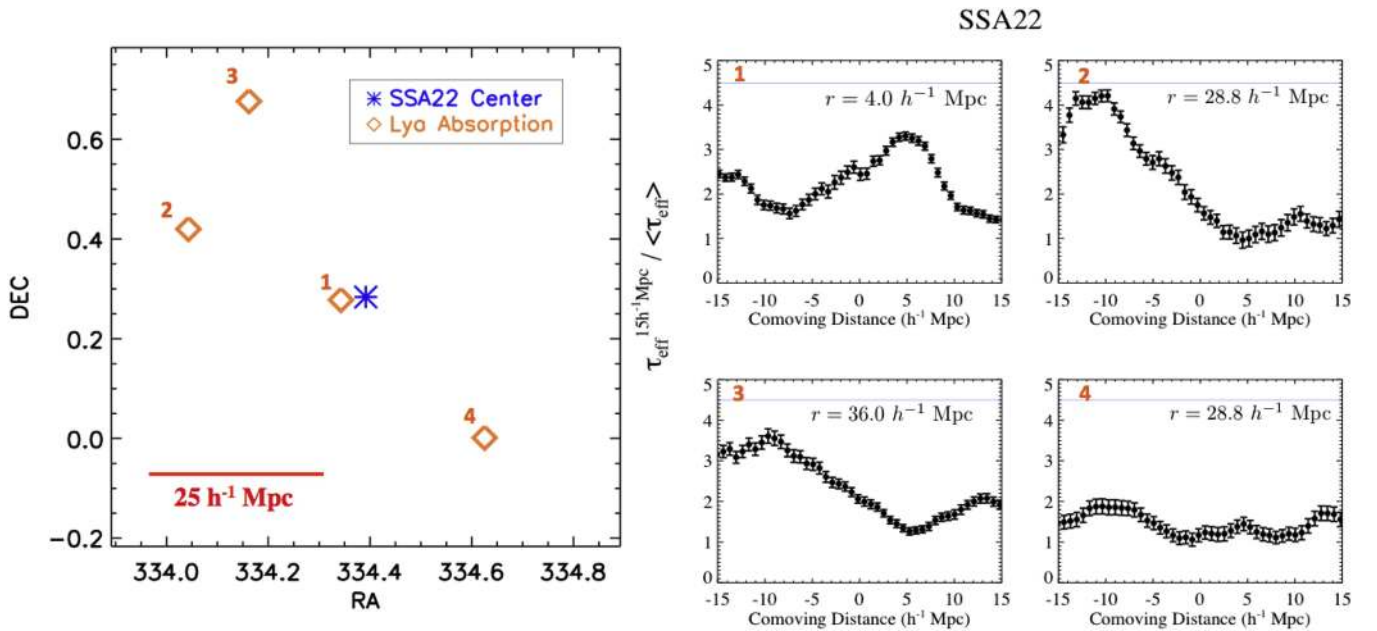 SSA22
SSA22 Center
Lyα Absorption
3
2
1
4
25 h⁻¹ Mpc
0.6
0.4
0.2
0.0
−0.2
DEC
334.0 334.2 334.4 334.6 334.8
RA
τeff^15h⁻¹Mpc / <τeff>
1
r = 4.0 h⁻¹ Mpc
5
4
3
2
1
0
-15 -10 -5 0 5 10 15
Comoving Distance (h⁻¹ Mpc)
2
r = 28.8 h⁻¹ Mpc
5
4
3
2
1
0
-15 -10 -5 0 5 10 15
Comoving Distance (h⁻¹ Mpc)
3
r = 36.0 h⁻¹ Mpc
5
4
3
2
1
0
-15 -10 -5 0 5 10 15
Comoving Distance (h⁻¹ Mpc)
4
r = 28.8 h⁻¹ Mpc
5
4
3
2
1
0
-15 -10 -5 0 5 10 15
Comoving Distance (h⁻¹ Mpc)